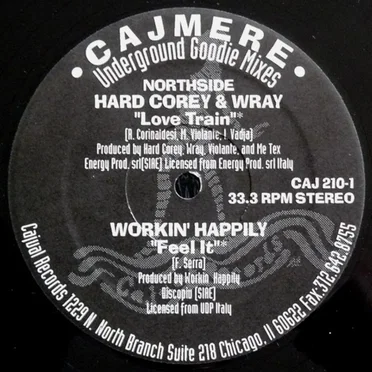 • CAJMERE •
Underground Goodie Mixes
NORTHSIDE
HARD COREY & WRAY
"Love Train"*
[A. Corinaldesi, M. Violante, I. Vadja]
Produced by Hard Corey, Wray, Violante, and Me Tex
Energy Prod. srl[SIAE] Licensed from Energy Prod. srl Italy
CAJ 210-1
33.3 RPM STEREO
WORKIN' HAPPILY
"Feel It"*
[F. Serra]
Produced by Workin' Happily
Discopiu [SIAE]
Licensed from UDP Italy
Cajual Records 1229 N. North Branch Suite 218 Chicago, Il 60622 Fax:312.642.8755